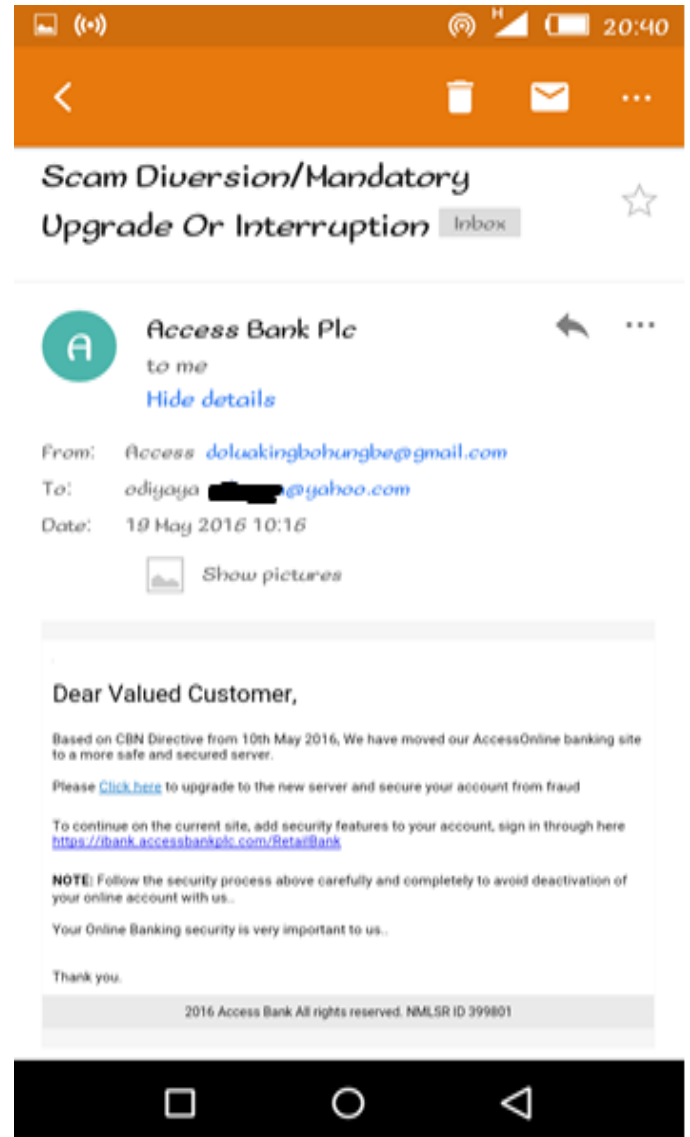 20:40
Scam Diversion/Mandatory
Upgrade Or Interruption Inbox
A
Access Bank Plc
to me
Hide details
From: Access doluakingbohungbe@gmail.com
To: odiyaya @yahoo.com
Date: 19 May 2016 10:16
Show pictures
Dear Valued Customer,
Based on CBN Directive from 10th May 2016, We have moved our AccessOnline banking site
to a more safe and secured server.
Please Click here to upgrade to the new server and secure your account from fraud
To continue on the current site, add security features to your account, sign in through here
https://ibank.accessbankplc.com/RetailBank
NOTE: Follow the security process above carefully and completely to avoid deactivation of
your online account with us..
Your Online Banking security is very important to us..
Thank you.
2016 Access Bank All rights reserved. NMLSR ID 399801